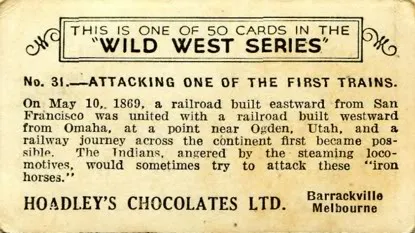 THIS IS ONE OF 50 CARDS IN THE
"WILD WEST SERIES"
No. 31.—ATTACKING ONE OF THE FIRST TRAINS.
On May 10, 1869, a railroad built eastward from San
Francisco was united with a railroad built westward
from Omaha, at a point near Ogden, Utah, and a
railway journey across the continent first became pos-
sible. The Indians, angered by the steaming loco-
motives, would sometimes try to attack these "iron
horses."
HOADLEY'S CHOCOLATES LTD. Barrackville
Melbourne